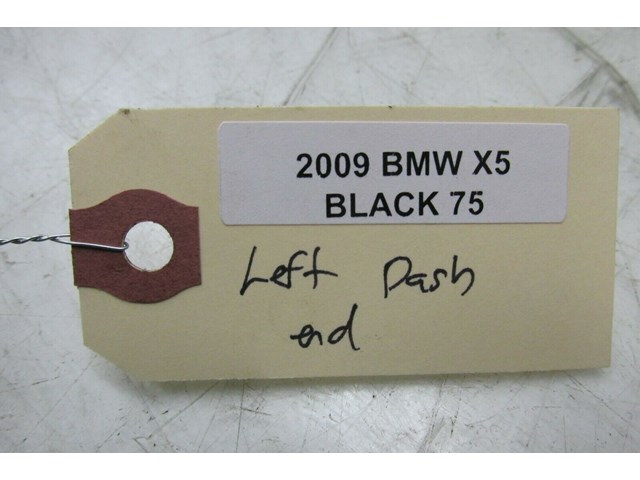 2009 BMW X5
BLACK 75
Left Dash
end